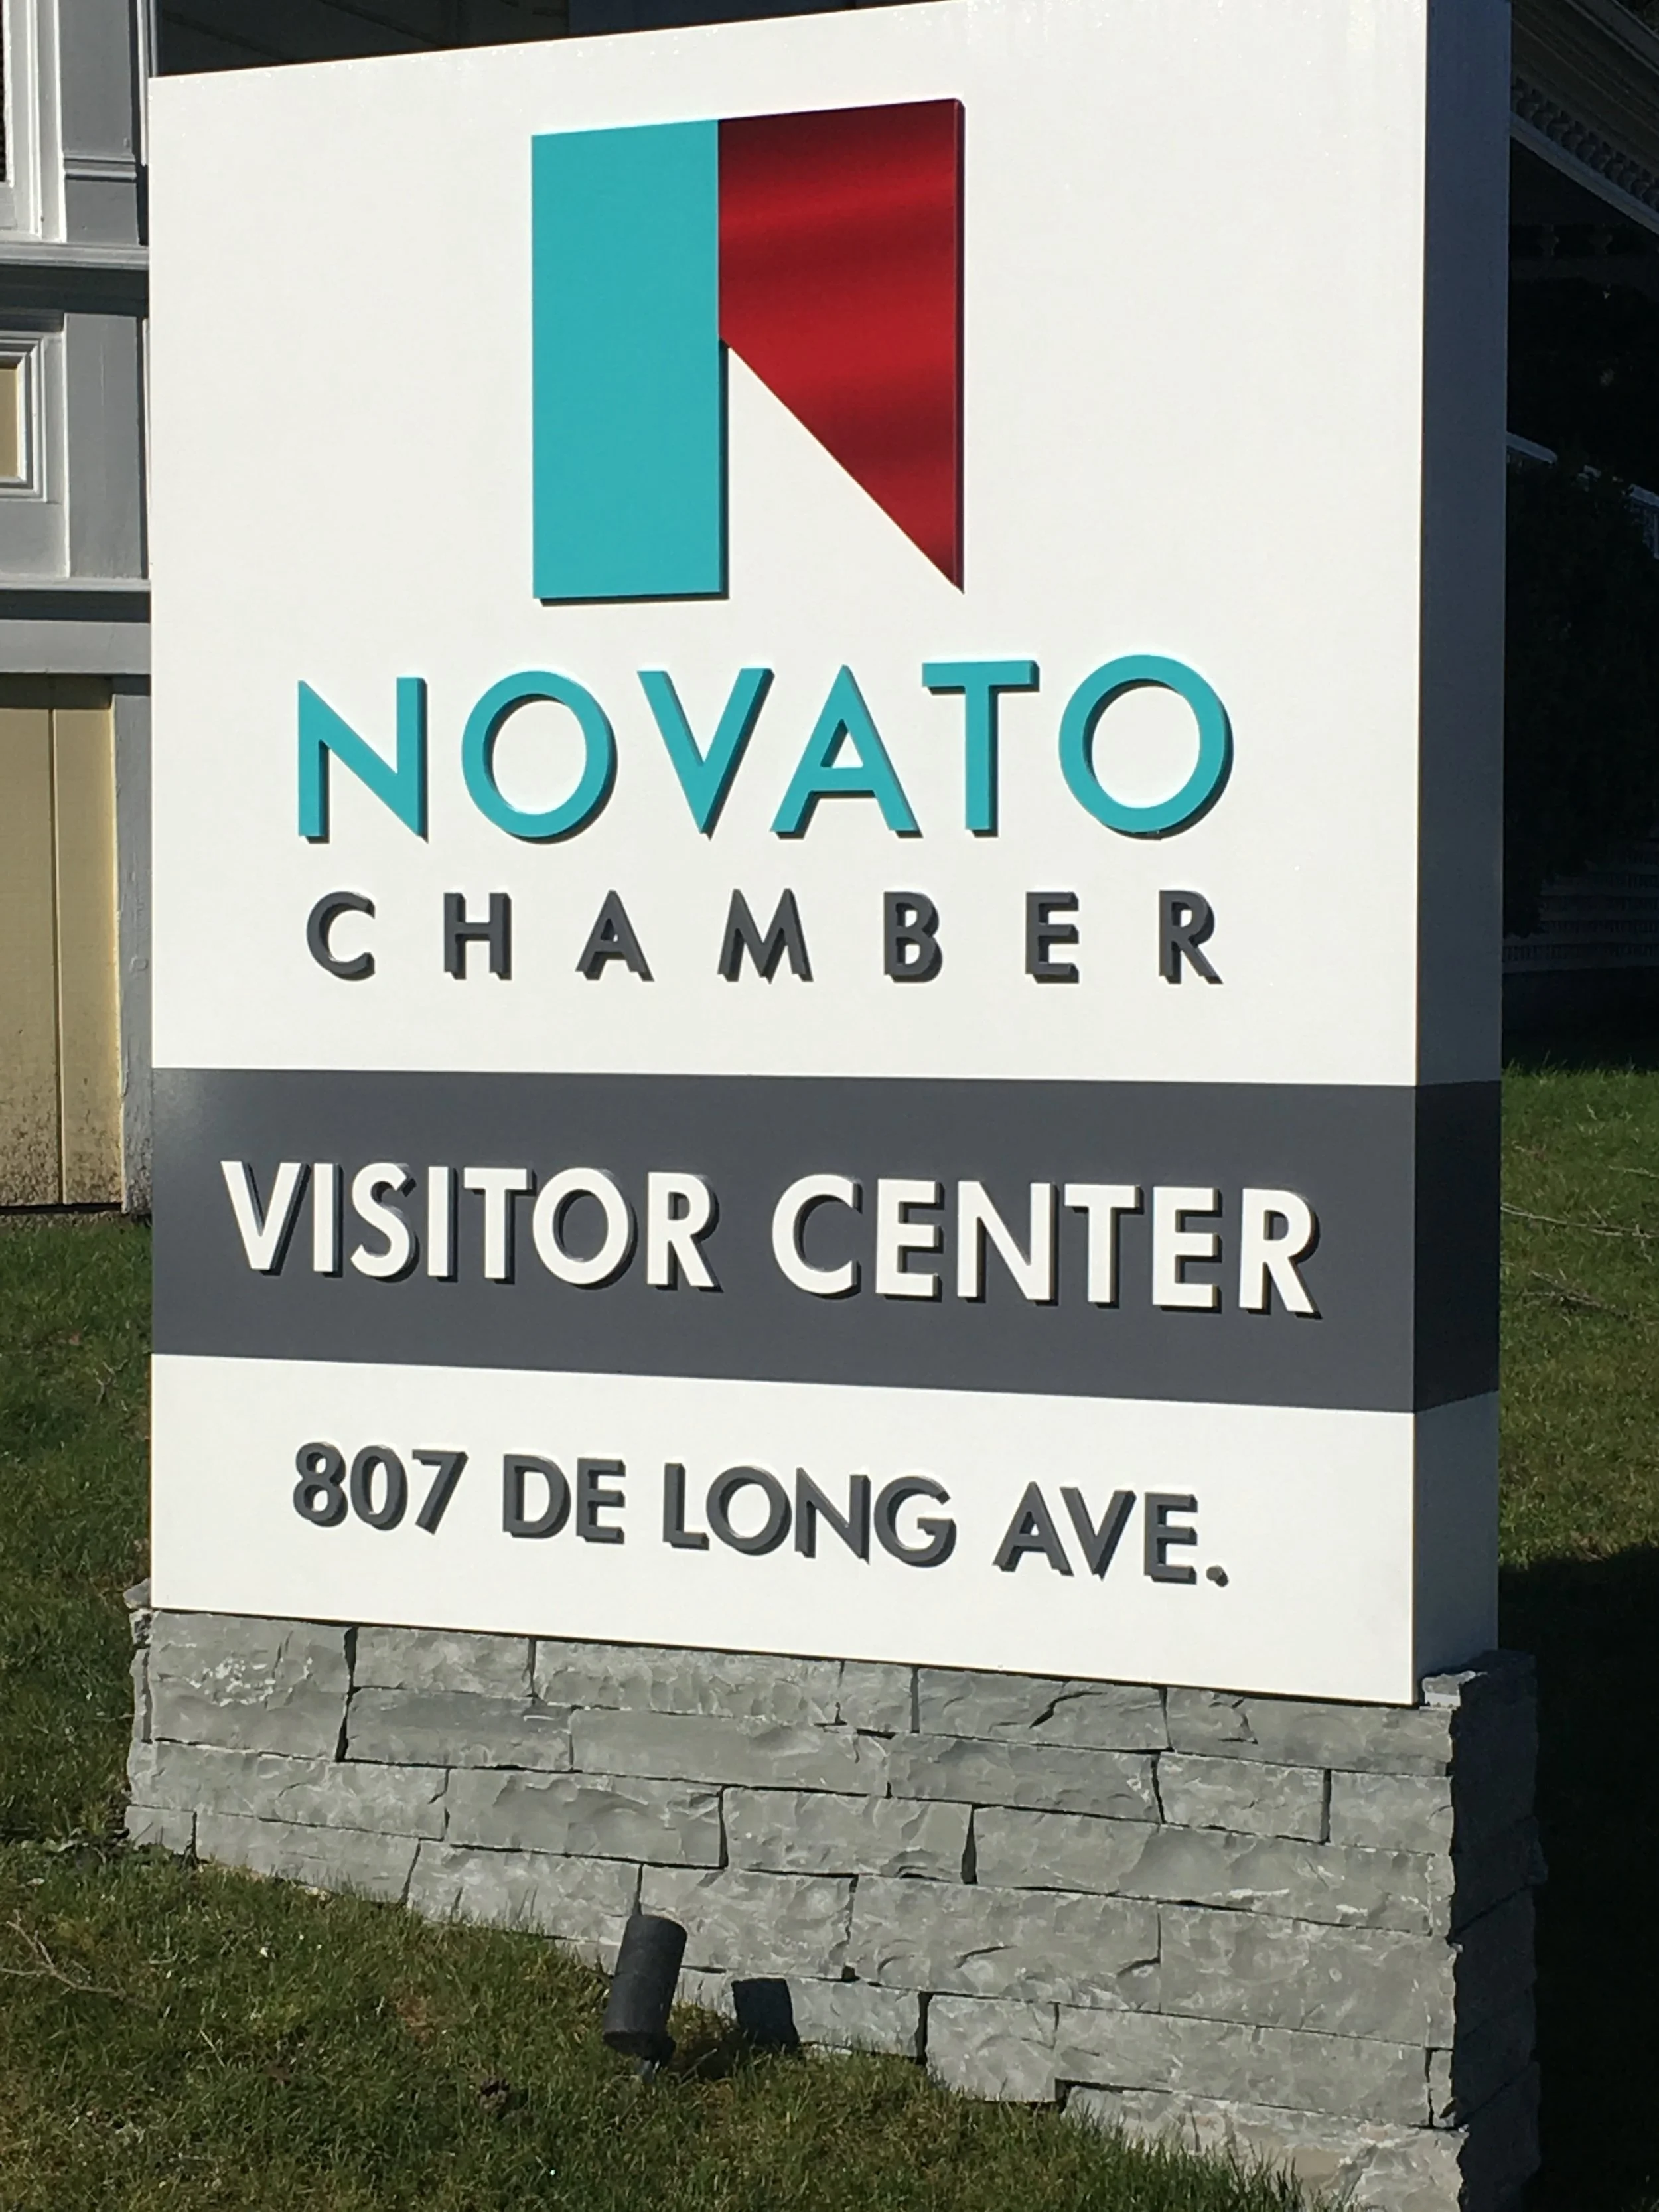 NOVATO
CHAMBER
VISITOR CENTER
807 DE LONG AVE.